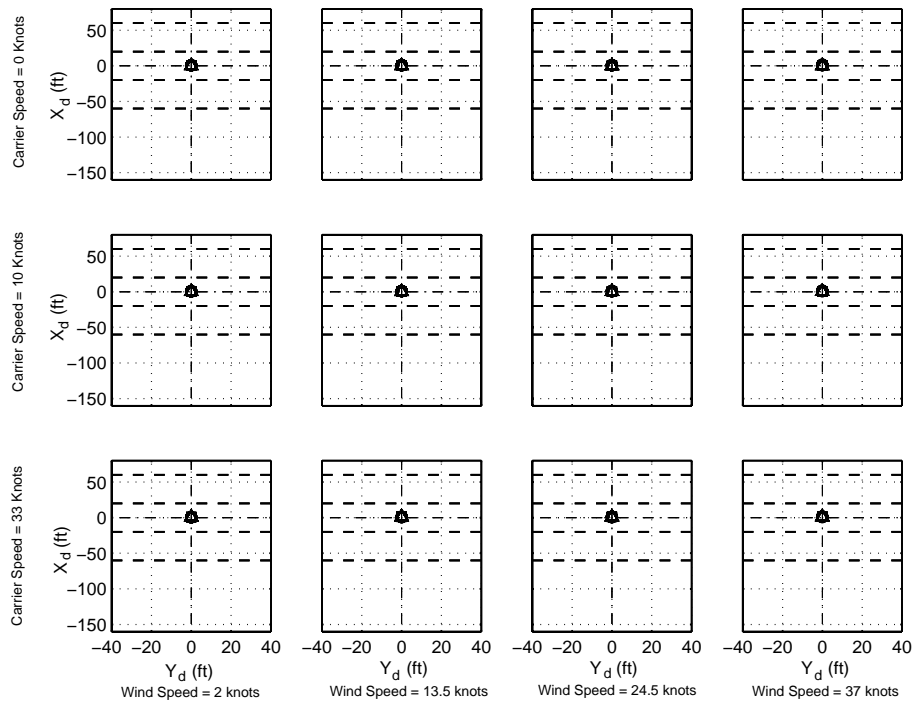 Carrier Speed = 0 Knots
X_d (ft)
50
0
−50
−100
−150
Carrier Speed = 10 Knots
X_d (ft)
50
0
−50
−100
−150
Carrier Speed = 33 Knots
X_d (ft)
50
0
−50
−100
−150
−40 −20 0 20 40
−40 −20 0 20 40
−40 −20 0 20 40
−40 −20 0 20 40
Y_d (ft)
Y_d (ft)
Y_d (ft)
Y_d (ft)
Wind Speed = 2 knots
Wind Speed = 13.5 knots
Wind Speed = 24.5 knots
Wind Speed = 37 knots